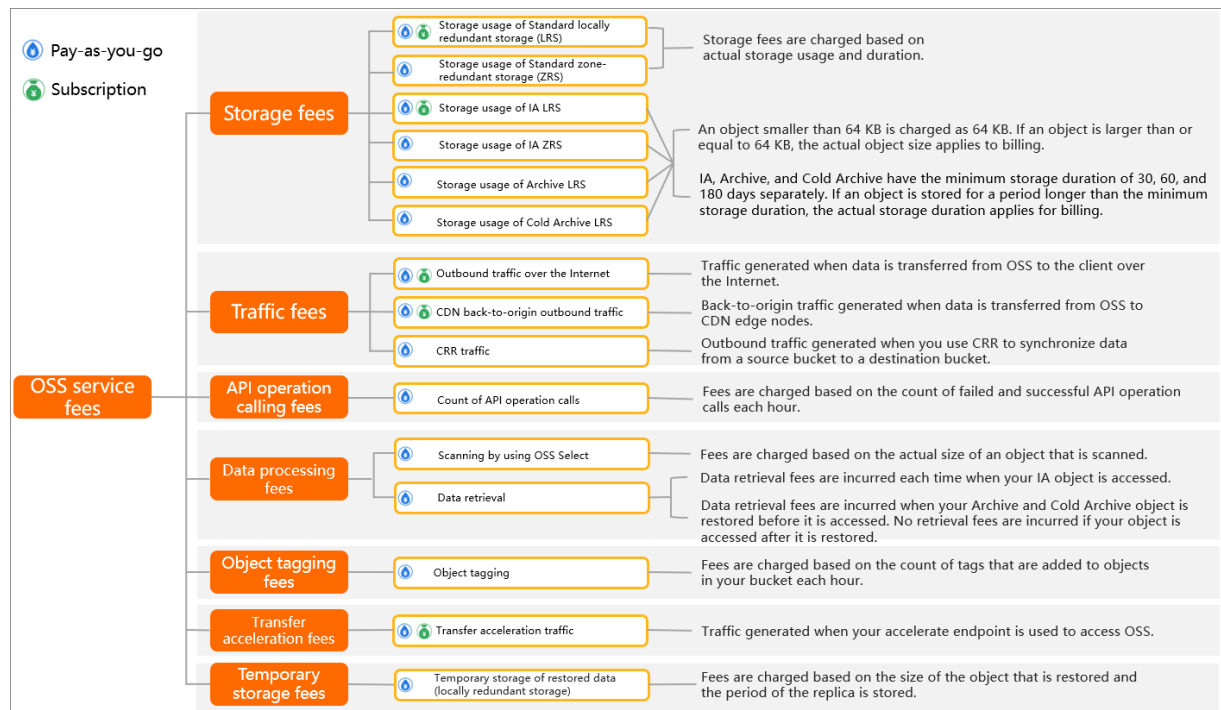 Pay-as-you-go
Subscription
OSS service
fees
Storage fees
Storage usage of Standard locally
redundant storage (LRS)
Storage usage of Standard zone-
redundant storage (ZRS)
Storage fees are charged based on
actual storage usage and duration.
Storage usage of IA LRS
Storage usage of IA ZRS
Storage usage of Archive LRS
Storage usage of Cold Archive LRS
An object smaller than 64 KB is charged as 64 KB. If an object is larger than or
equal to 64 KB, the actual object size applies to billing.
IA, Archive, and Cold Archive have the minimum storage duration of 30, 60, and
180 days separately. If an object is stored for a period longer than the minimum
storage duration, the actual storage duration applies for billing.
Traffic fees
Outbound traffic over the Internet
Traffic generated when data is transferred from OSS to the client over
the Internet.
CDN back-to-origin outbound traffic
Back-to-origin traffic generated when data is transferred from OSS to
CDN edge nodes.
CRR traffic
Outbound traffic generated when you use CRR to synchronize data
from a source bucket to a destination bucket.
API operation
calling fees
Count of API operation calls
Fees are charged based on the count of failed and successful API operation
calls each hour.
Data processing
fees
Scanning by using OSS Select
Fees are charged based on the actual size of an object that is scanned.
Data retrieval
Data retrieval fees are incurred each time when your IA object is accessed.
Data retrieval fees are incurred when your Archive and Cold Archive object is
restored before it is accessed. No retrieval fees are incurred if your object is
accessed after it is restored.
Object tagging
fees
Object tagging
Fees are charged based on the count of tags that are added to objects
in your bucket each hour.
Transfer
acceleration fees
Transfer acceleration traffic
Traffic generated when your accelerate endpoint is used to access OSS.
Temporary
storage fees
Temporary storage of restored data
(locally redundant storage)
Fees are charged based on the size of the object that is restored and
the period of the replica is stored.